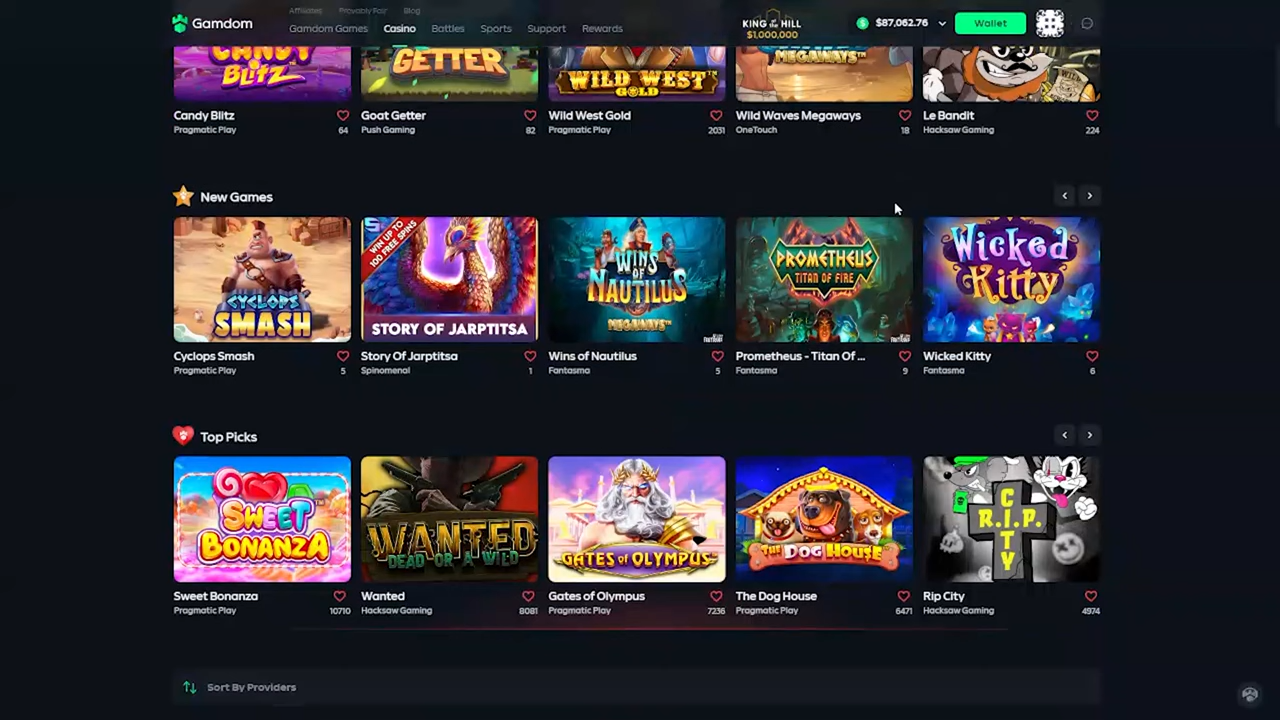 Affiliates Provably Fair Blog
Gamdom
Gamdom Games Casino Battles Sports Support Rewards
KING of the HILL
$1,000,000
$87,062.76
Wallet
CANDY
BLITZ™
GETTER
WILD WEST™
GOLD
MEGAWAYS™
Candy Blitz
Pragmatic Play 64
Goat Getter
Push Gaming 82
Wild West Gold
Pragmatic Play 2031
Wild Waves Megaways
OneTouch 18
Le Bandit
Hacksaw Gaming 224
New Games
CYCLOPS
SMASH
WIN UP TO
100 FREE SPINS
STORY OF JARPTITSA
WINS
OF
NAUTILUS
MEGAWAYS™
PROMETHEUS
TITAN OF FIRE
Wicked
Kitty
Cyclops Smash
Pragmatic Play 5
Story Of Jarptitsa
Spinomenal 1
Wins of Nautilus
Fantasma 5
Prometheus - Titan Of ...
Fantasma 9
Wicked Kitty
Fantasma 6
Top Picks
SWEET
BONANZA
WANTED
DEAD OR A WILD
GATES of OLYMPUS
THE DOG HOUSE
R.I.P.
CITY
Sweet Bonanza
Pragmatic Play 10710
Wanted
Hacksaw Gaming 8081
Gates of Olympus
Pragmatic Play 7236
The Dog House
Pragmatic Play 6471
Rip City
Hacksaw Gaming 4974
Sort By Providers